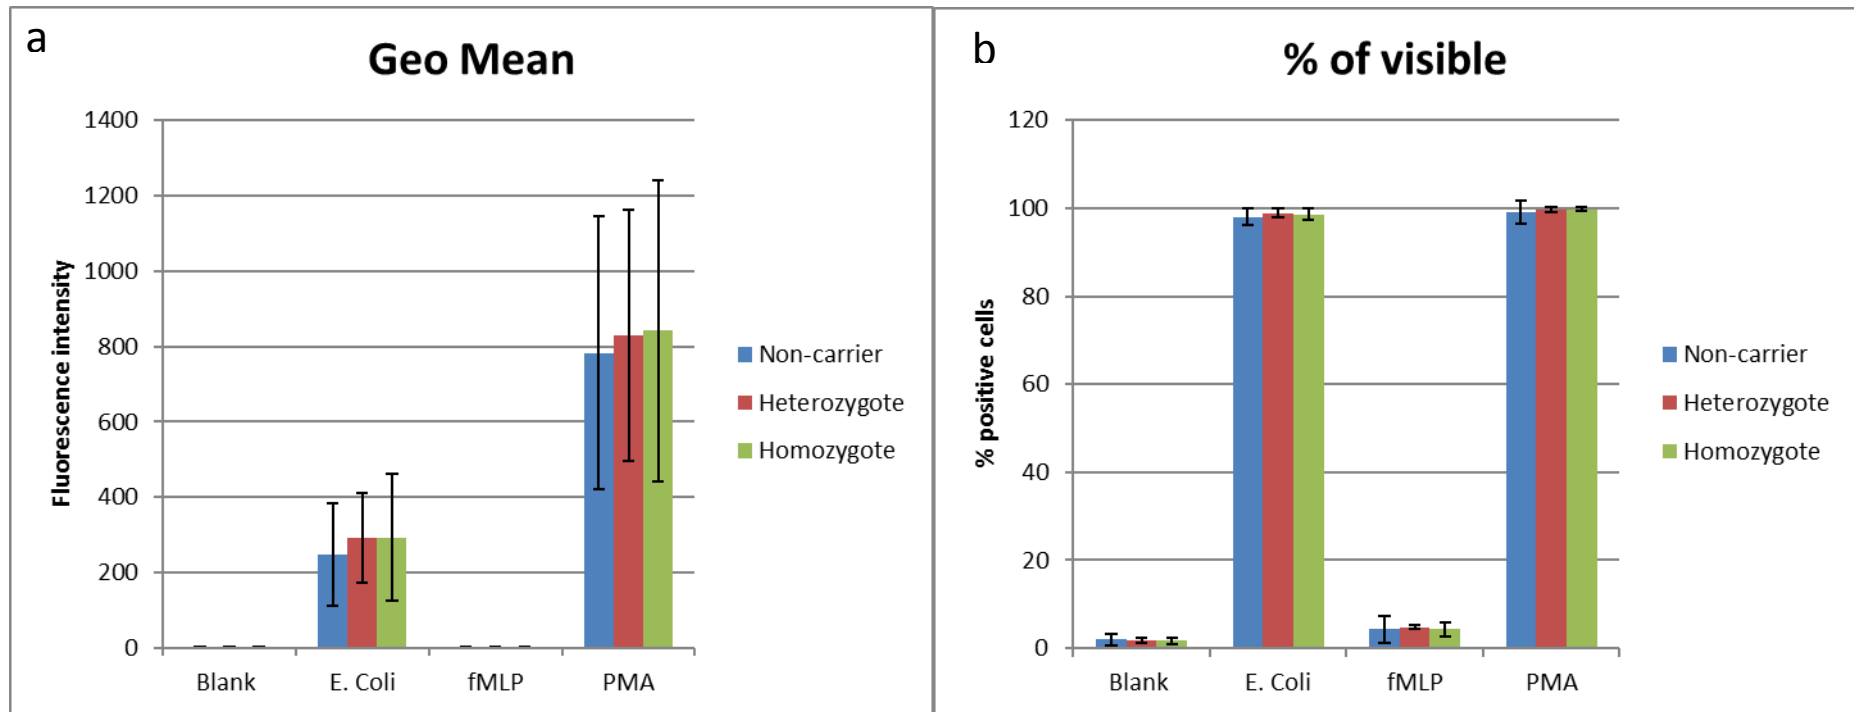 a
Geo Mean
1400
1200
1000
800
600
400
200
0
Fluorescence intensity
Blank
E. Coli
fMLP
PMA
Non-carrier
Heterozygote
Homozygote
b
% of visible
120
100
80
60
40
20
0
% positive cells
Blank
E. Coli
fMLP
PMA
Non-carrier
Heterozygote
Homozygote